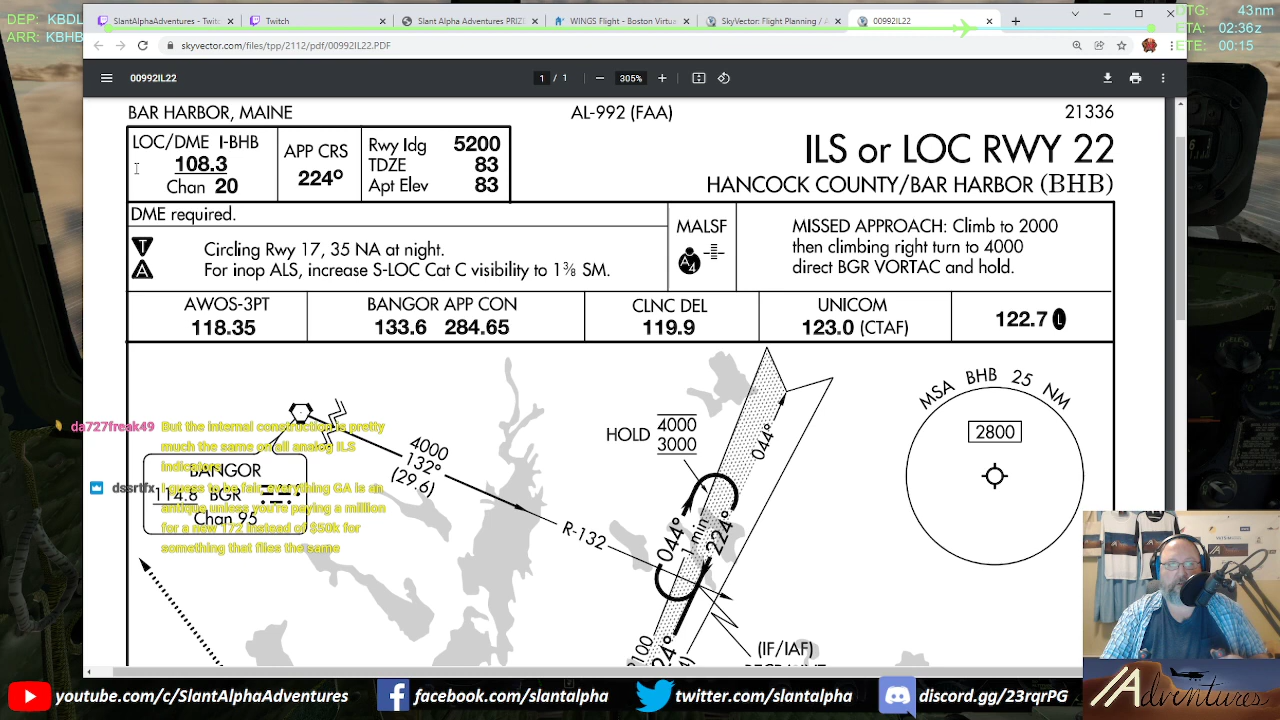 DEP: KBDL
ARR: KBHB
SlantAlphaAdventures - Twitc
Twitch
Slant Alpha Adventures PRIZE
WINGS Flight - Boston Virtua
SkyVector: Flight Planning / A
00992IL22
DTG: 43nm
ETA: 02:36z
ETE: 00:15
skyvector.com/files/tpp/2112/pdf/00992IL22.PDF
00992IL22
1 / 1
305%
BAR HARBOR, MAINE
AL-992 (FAA)
21336
LOC/DME I-BHB
108.3
Chan 20
APP CRS
224°
Rwy ldg 5200
TDZE 83
Apt Elev 83
ILS or LOC RWY 22
HANCOCK COUNTY/BAR HARBOR (BHB)
DME required.
T
A
Circling Rwy 17, 35 NA at night.
For inop ALS, increase S-LOC Cat C visibility to 1⅜ SM.
MALSF
A4
MISSED APPROACH: Climb to 2000
then climbing right turn to 4000
direct BGR VORTAC and hold.
AWOS-3PT
118.35
BANGOR APP CON
133.6 284.65
CLNC DEL
119.9
UNICOM
123.0 (CTAF)
122.7 L
da727freak49 But the internal construction is pretty
much the same on all analog ILS
indicators
dssrtfx I guess to be fair, everything GA is an
antique unless you're paying a million
for a new 172 instead of $50k for
something that flies the same
BANGOR
114.8 BGR
Chan 95
4000
132°
(29.6)
R-132
HOLD 4000
3000
044°
044°
1 min
224°
MSA BHB 25 NM
2800
(IF/IAF)
youtube.com/c/SlantAlphaAdventures
facebook.com/slantalpha
twitter.com/slantalpha
discord.gg/23rqrPG
Adventures